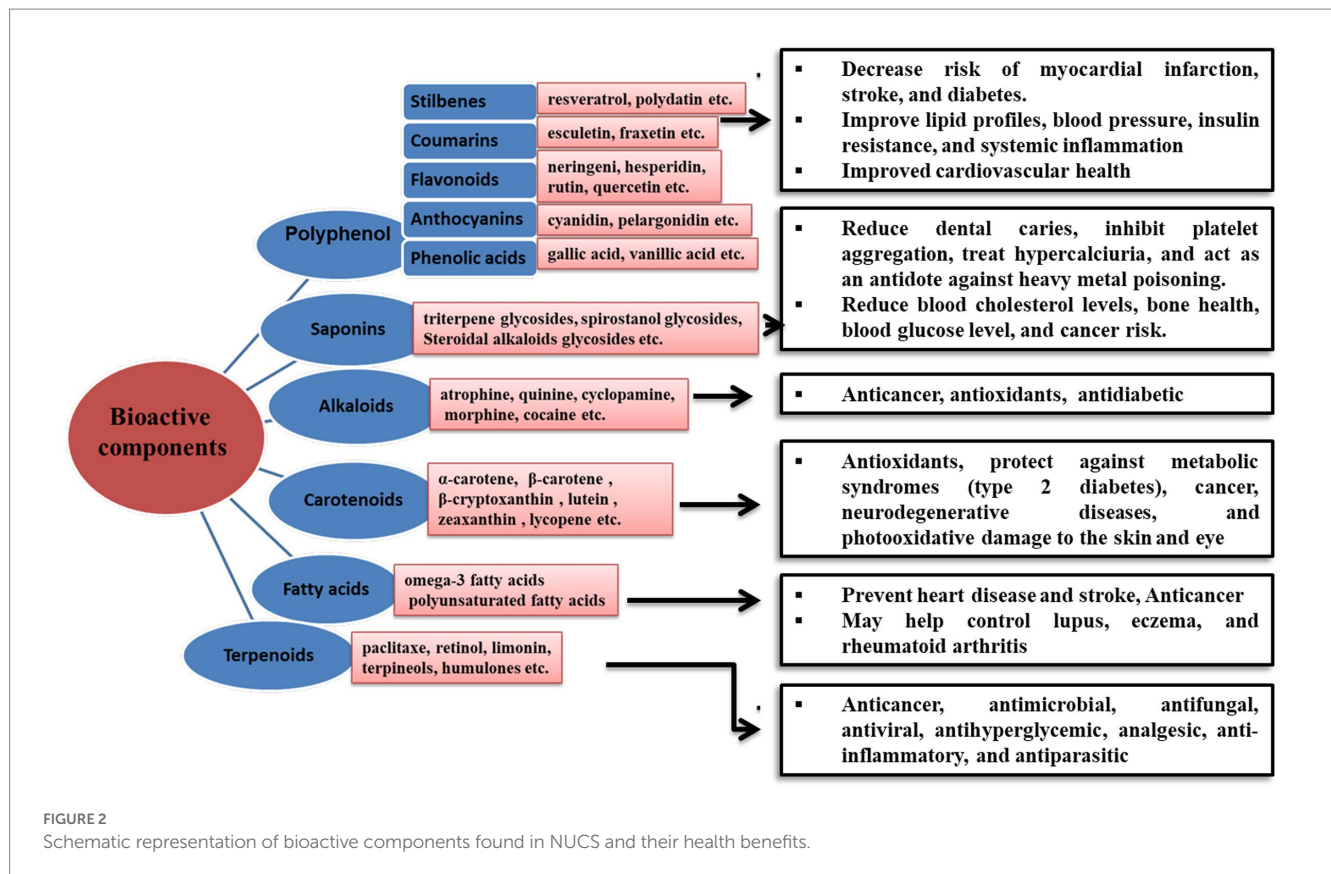 Bioactive
components
Polyphenol
Stilbenes
resveratrol, polydatin etc.
Coumarins
esculetin, fraxetin etc.
Flavonoids
neringeni, hesperidin,
rutin, quercetin etc.
Anthocyanins
cyanidin, pelargonidin etc.
Phenolic acids
gallic acid, vanillic acid etc.
▪ Decrease risk of myocardial infarction,
stroke, and diabetes.
▪ Improve lipid profiles, blood pressure, insulin
resistance, and systemic inflammation
▪ Improved cardiovascular health
Saponins
triterpene glycosides, spirostanol glycosides,
Steroidal alkaloids glycosides etc.
▪ Reduce dental caries, inhibit platelet
aggregation, treat hypercalciuria, and act as
an antidote against heavy metal poisoning.
▪ Reduce blood cholesterol levels, bone health,
blood glucose level, and cancer risk.
Alkaloids
atrophine, quinine, cyclopamine,
morphine, cocaine etc.
▪ Anticancer, antioxidants, antidiabetic
Carotenoids
α-carotene, β-carotene ,
β-cryptoxanthin , lutein ,
zeaxanthin , lycopene etc.
▪ Antioxidants, protect against metabolic
syndromes (type 2 diabetes), cancer,
neurodegenerative diseases, and
photooxidative damage to the skin and eye
Fatty acids
omega-3 fatty acids
polyunsaturated fatty acids
▪ Prevent heart disease and stroke, Anticancer
▪ May help control lupus, eczema, and
rheumatoid arthritis
Terpenoids
paclitaxe, retinol, limonin,
terpineols, humulones etc.
▪ Anticancer, antimicrobial, antifungal,
antiviral, antihyperglycemic, analgesic, anti-
inflammatory, and antiparasitic
FIGURE 2
Schematic representation of bioactive components found in NUCS and their health benefits.